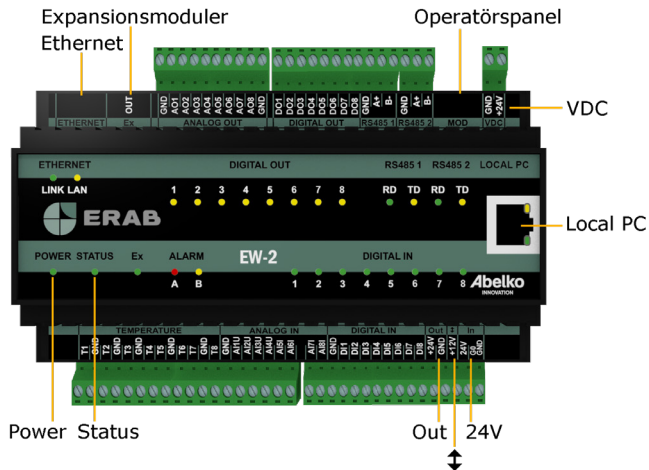 Expansionsmoduler
Operatörspanel
Ethernet
OUT
GND AO1 AO2 AO3 AO4 AO5 AO6 AO7 AO8 GND
DO1 DO2 DO3 DO4 DO5 DO6 DO7 DO8 GND A+ B- GND A+ B-
GND +24V
VDC
ETHERNET Ex ANALOG OUT DIGITAL OUT RS485 1 RS485 2 MOD VDC
ETHERNET DIGITAL OUT RS485 1 RS485 2 LOCAL PC
LINK LAN 1 2 3 4 5 6 7 8 RD TD RD TD
ERAB
Local PC
POWER STATUS Ex ALARM EW-2 DIGITAL IN
A B 1 2 3 4 5 6 7 8
Abelko
INNOVATION
TEMPERATURE ANALOG IN DIGITAL IN Out ↕ In
T1 GND T2 GND T3 GND T4 GND T5 GND T6 GND T7 GND T8 GND AI1U AI2U AI3U AI4U AI5I AI6I AI7I AI8I GND DI1 DI2 DI3 DI4 DI5 DI6 DI7 DI8 +24V GND +12V 24V G0 GND
Power Status
Out 24V
↕